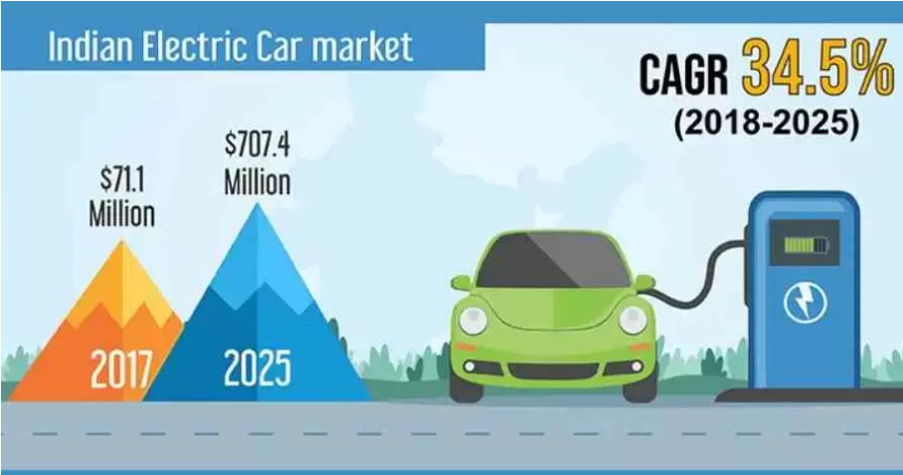 Indian Electric Car market
CAGR 34.5%
(2018-2025)
$71.1
Million
$707.4
Million
2017
2025